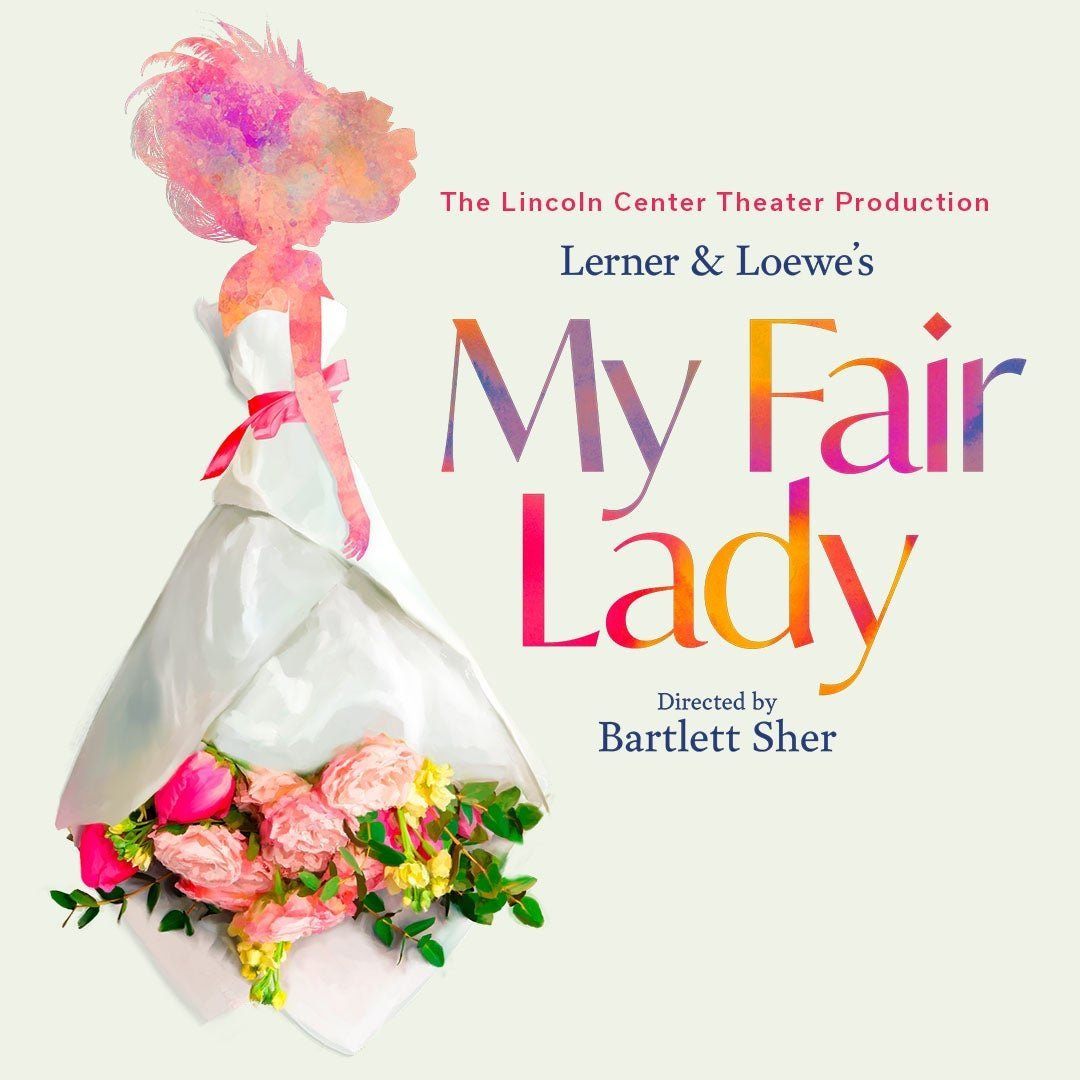 The Lincoln Center Theater Production
Lerner & Loewe’s
My Fair
Lady
Directed by
Bartlett Sher